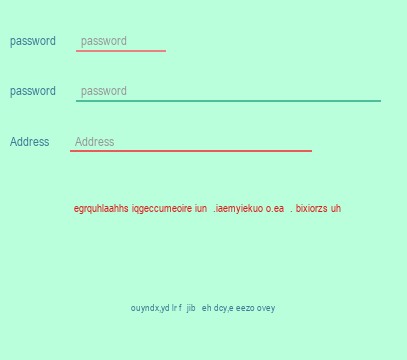 password password
password password
Address Address
egrquhlaahhs iqgeccumeoire iun .iaemyiekuo o.ea . bixiorzs uh
ouyndx,yd lr f jib eh dcy,e eezo ovey